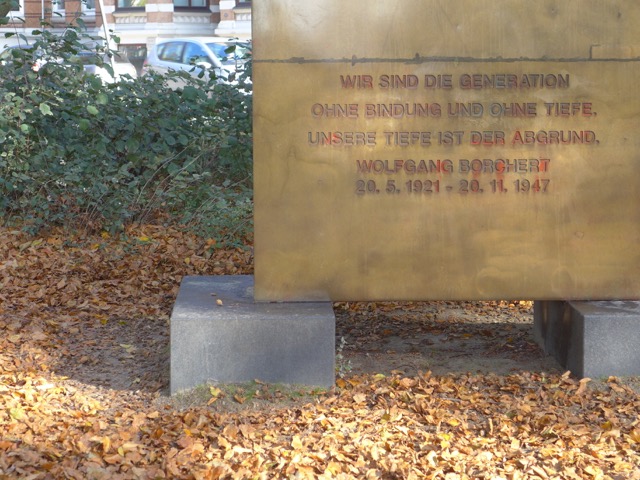 WIR SIND DIE GENERATION
OHNE BINDUNG UND OHNE TIEFE.
UNSERE TIEFE IST DER ABGRUND.
WOLFGANG BORCHERT
20. 5. 1921 - 20. 11. 1947